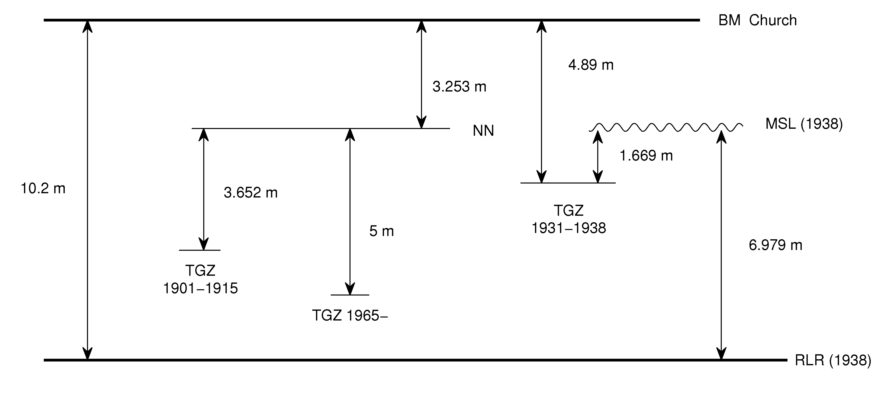 BM Church
4.89 m
3.253 m
NN
MSL (1938)
1.669 m
10.2 m
3.652 m
TGZ
1931−1938
5 m
6.979 m
TGZ
1901−1915
TGZ 1965−
RLR (1938)